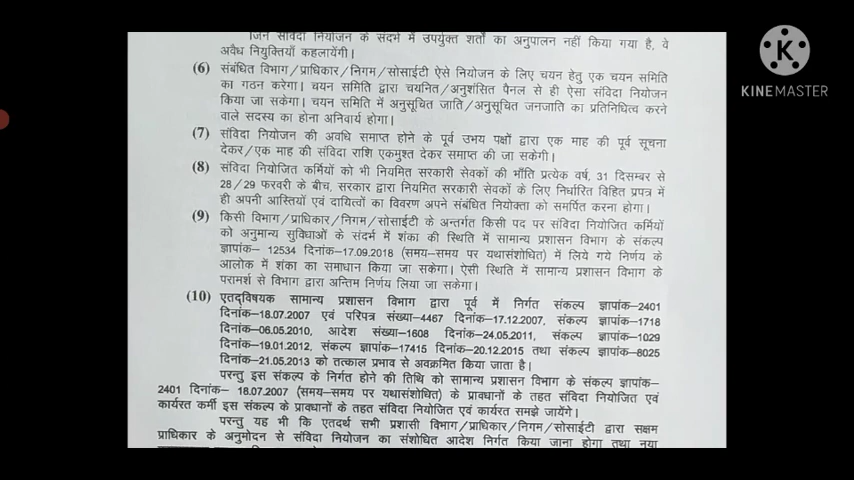 जिन संविदा नियोजन के संदर्भ में उपर्युक्त शर्तों का अनुपालन नहीं किया गया है, वे
अवैध नियुक्तियाँ कहलायेंगी।
(6) संबंधित विभाग/प्राधिकार/निगम/सोसाईटी ऐसे नियोजन के लिए चयन हेतु एक चयन समिति
का गठन करेगा। चयन समिति द्वारा चयनित/अनुशंसित पैनल से ही ऐसा संविदा नियोजन
किया जा सकेगा। चयन समिति में अनुसूचित जाति/अनुसूचित जनजाति का प्रतिनिधित्व करने
वाले सदस्य का होना अनिवार्य होगा।
(7) संविदा नियोजन की अवधि समाप्त होने के पूर्व उभय पक्षों द्वारा एक माह की पूर्व सूचना
देकर/एक माह की संविदा राशि एकमुश्त देकर समाप्त की जा सकेगी।
(8) संविदा नियोजित कर्मियों को भी नियमित सरकारी सेवकों की भाँति प्रत्येक वर्ष, 31 दिसम्बर से
28/29 फरवरी के बीच, सरकार द्वारा नियमित सरकारी सेवकों के लिए निर्धारित विहित प्रपत्र में
ही अपनी आस्तियों एवं दायित्वों का विवरण अपने संबंधित नियोक्ता को समर्पित करना होगा।
(9) किसी विभाग/प्राधिकार/निगम/सोसाईटी के अन्तर्गत किसी पद पर संविदा नियोजित कर्मियों
को अनुमान्य सुविधाओं के संदर्भ में शंका की स्थिति में सामान्य प्रशासन विभाग के संकल्प
ज्ञापांक- 12534 दिनांक-17.09.2018 (समय-समय पर यथासंशोधित) में लिये गये निर्णय के
आलोक में शंका का समाधान किया जा सकेगा। ऐसी स्थिति में सामान्य प्रशासन विभाग के
परामर्श से विभाग द्वारा अन्तिम निर्णय लिया जा सकेगा।
(10) एतद्विषयक सामान्य प्रशासन विभाग द्वारा पूर्व में निर्गत संकल्प ज्ञापांक-2401
दिनांक-18.07.2007 एवं परिपत्र संख्या-4467 दिनांक-17.12.2007, संकल्प ज्ञापांक-1718
दिनांक-06.05.2010, आदेश संख्या-1608 दिनांक-24.05.2011, संकल्प ज्ञापांक-1029
दिनांक-19.01.2012, संकल्प ज्ञापांक-17415 दिनांक-20.12.2015 तथा संकल्प ज्ञापांक-8025
दिनांक-21.05.2013 को तत्काल प्रभाव से अवक्रमित किया जाता है।
परन्तु इस संकल्प के निर्गत होने की तिथि को सामान्य प्रशासन विभाग के संकल्प ज्ञापांक-
2401 दिनांक- 18.07.2007 (समय-समय पर यथासंशोधित) के प्रावधानों के तहत संविदा नियोजित एवं
कार्यरत कर्मी इस संकल्प के प्रावधानों के तहत संविदा नियोजित एवं कार्यरत समझे जायेंगे।
परन्तु यह भी कि एतदर्थ सभी प्रशासी विभाग/प्राधिकार/निगम/सोसाईटी द्वारा सक्षम
प्राधिकार के अनुमोदन से संविदा नियोजन का संशोधित आदेश निर्गत किया जाना होगा तथा नया
K
KINEMASTER